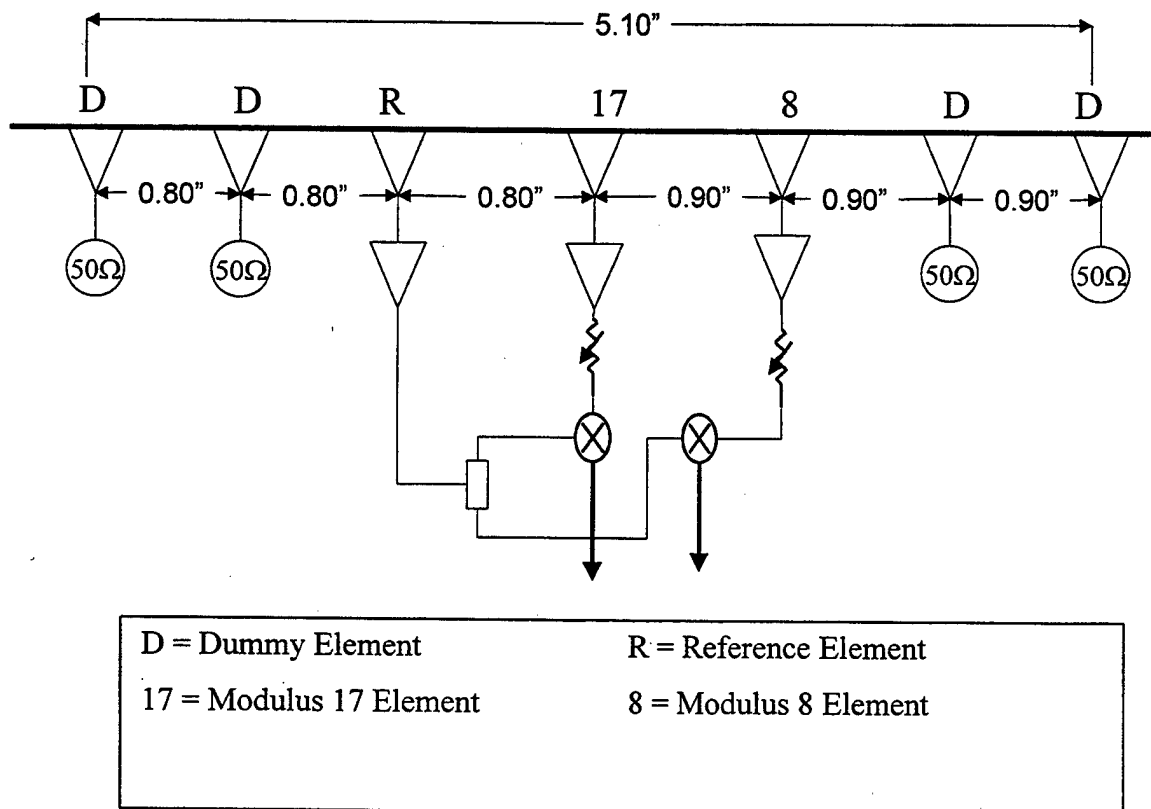 5.10”
D D R 17 8 D D
0.80” 0.80” 0.80” 0.90” 0.90” 0.90”
50Ω 50Ω 50Ω 50Ω
D = Dummy Element R = Reference Element
17 = Modulus 17 Element 8 = Modulus 8 Element